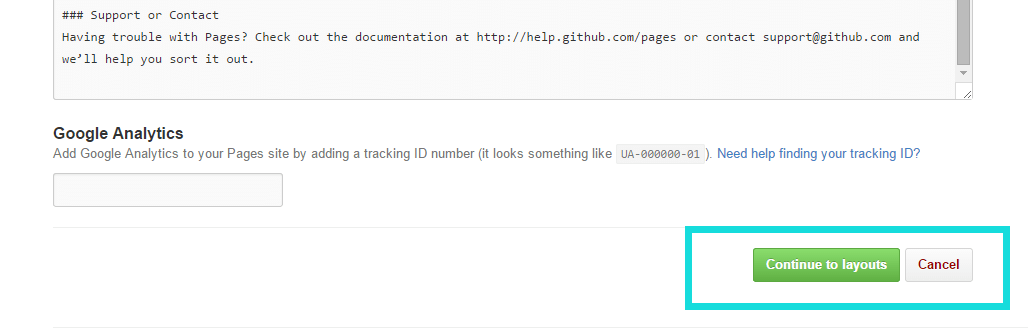 ### Support or Contact
Having trouble with Pages? Check out the documentation at http://help.github.com/pages or contact support@github.com and
we’ll help you sort it out.
Google Analytics
Add Google Analytics to your Pages site by adding a tracking ID number (it looks something like UA-000000-01 ). Need help finding your tracking ID?
Continue to layouts Cancel